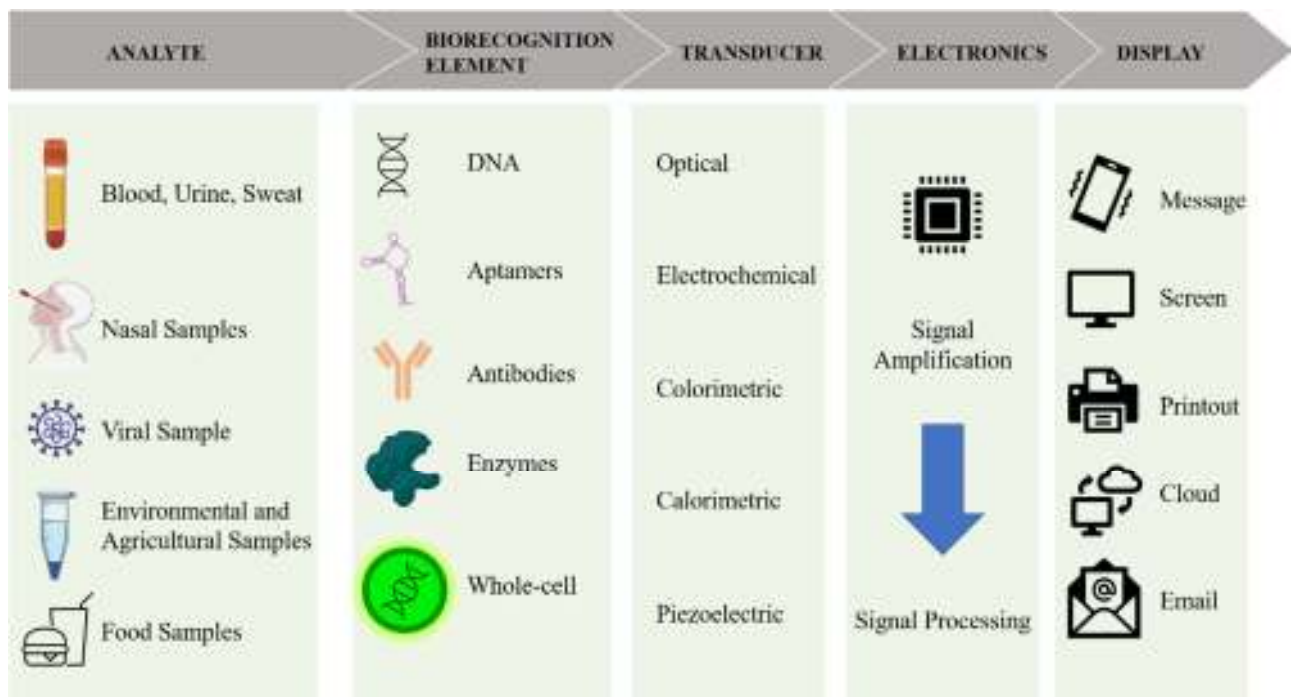 ANALYTE
BIORECOGNITION
ELEMENT
TRANSDUCER
ELECTRONICS
DISPLAY
Blood, Urine, Sweat
Nasal Samples
Viral Sample
Environmental and
Agricultural Samples
Food Samples
DNA
Aptamers
Antibodies
Enzymes
Whole-cell
Optical
Electrochemical
Colorimetric
Calorimetric
Piezoelectric
Signal
Amplification
Signal Processing
Message
Screen
Printout
Cloud
@
Email